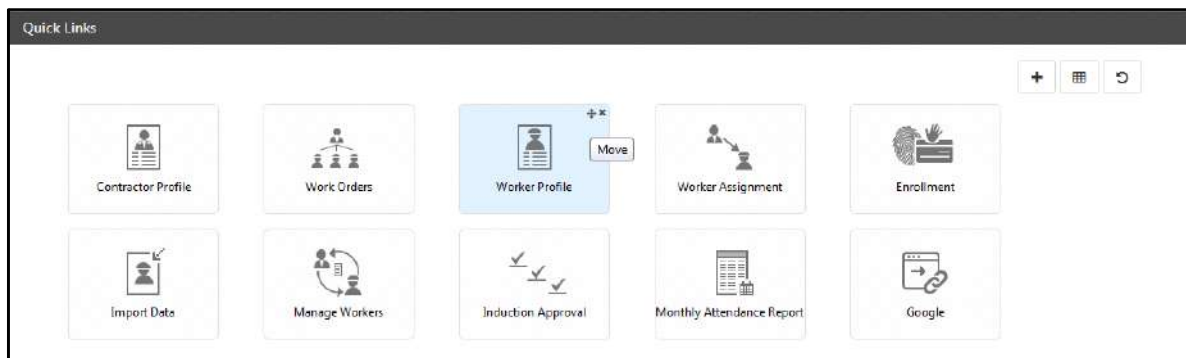 Quick Links
Move
Contractor Profile
Work Orders
Worker Profile
Worker Assignment
Enrollment
Import Data
Manage Workers
Induction Approval
Monthly Attendance Report
Google